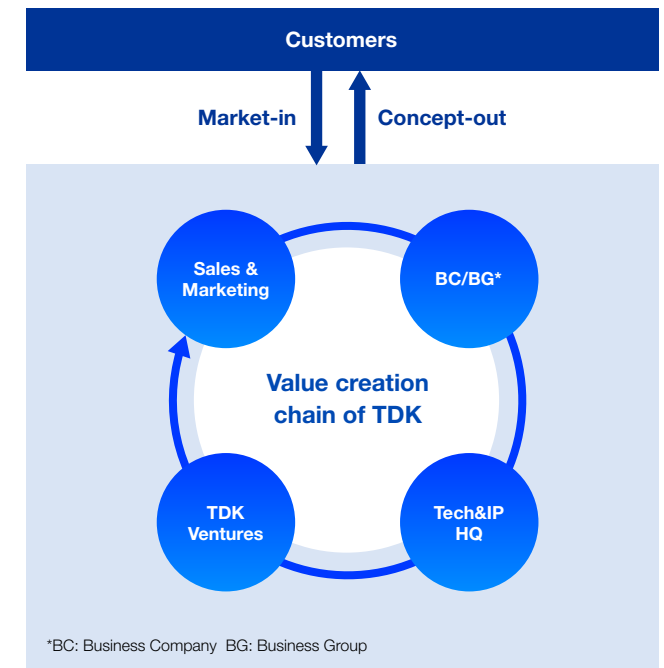 Customers
Market-in
Concept-out
Sales &
Marketing
BC/BG*
Value creation
chain of TDK
TDK
Ventures
Tech&IP
HQ
*BC: Business Company  BG: Business Group